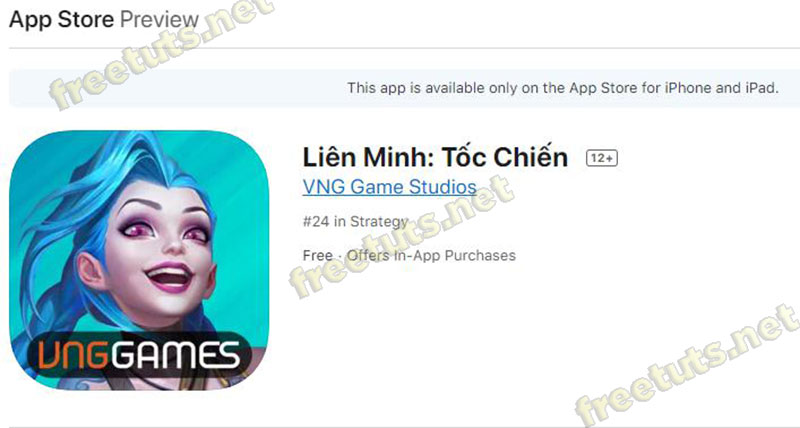 App Store Preview
freetuts.net
This app is available only on the App Store for iPhone and iPad.
Liên Minh: Tốc Chiến 12+
VNG Game Studios
#24 in Strategy
Free · Offers In-App Purchases
freetuts.net
VNGGAMES
freetuts.net